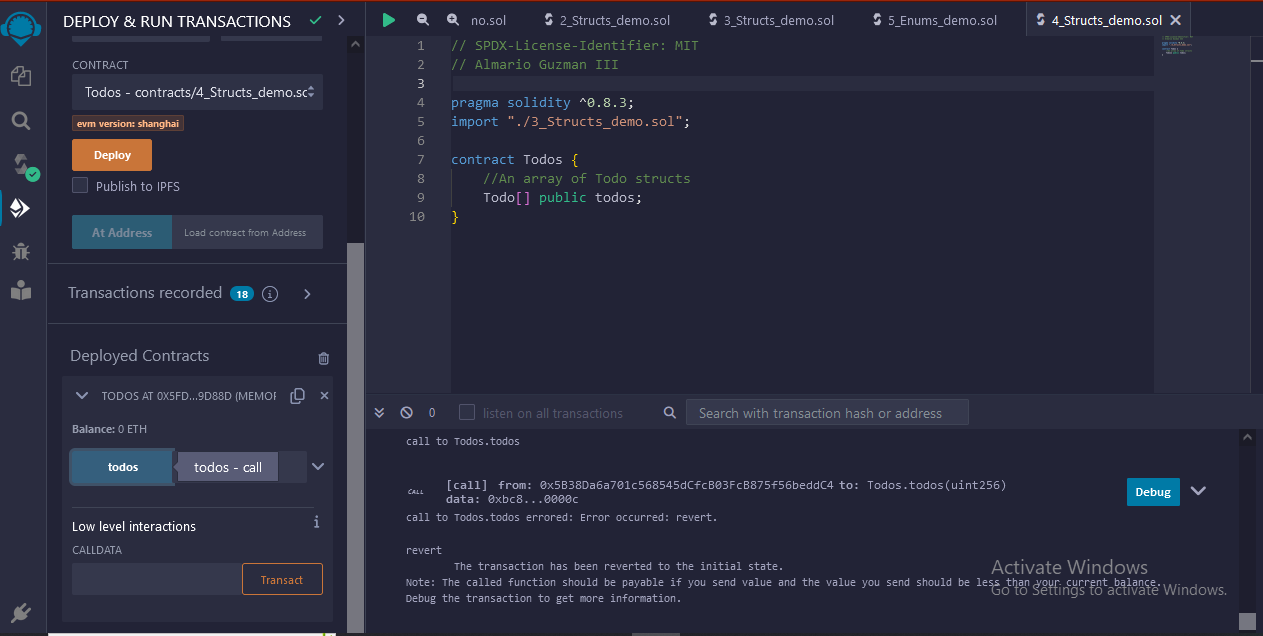 DEPLOY & RUN TRANSACTIONS
CONTRACT
Todos - contracts/4_Structs_demo.sc
evm version: shanghai
Deploy
Publish to IPFS
At Address
Load contract from Address
Transactions recorded 18 i
Deployed Contracts
TODOS AT 0X5FD...9D88D (MEMOR
Balance: 0 ETH
todos
todos - call
Low level interactions
i
CALLDATA
Transact
no.sol
2_Structs_demo.sol
3_Structs_demo.sol
5_Enums_demo.sol
4_Structs_demo.sol
1 // SPDX-License-Identifier: MIT
2 // Almario Guzman III
3
4 pragma solidity ^0.8.3;
5 import "./3_Structs_demo.sol";
6
7 contract Todos {
8 //An array of Todo structs
9 Todo[] public todos;
10 }
0
listen on all transactions
Search with transaction hash or address
call to Todos.todos
CALL
[call] from: 0x5B38Da6a701c568545dCfcB03FcB875f56beddC4 to: Todos.todos(uint256)
data: 0xbc8...0000c
Debug
call to Todos.todos errored: Error occurred: revert.
revert
The transaction has been reverted to the initial state.
Note: The called function should be payable if you send value and the value you send should be less than your current balance.
Debug the transaction to get more information.
Activate Windows
Go to Settings to activate Windows.